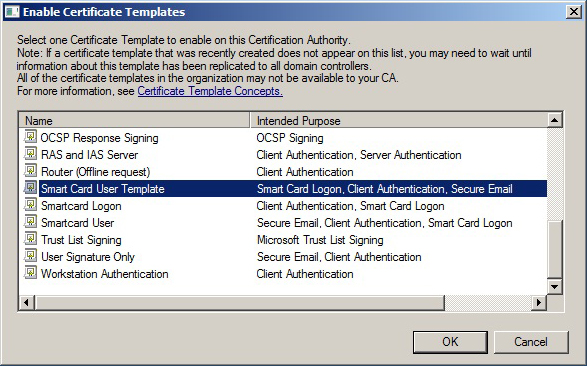 Enable Certificate Templates
Select one Certificate Template to enable on this Certification Authority.
Note: If a certificate template that was recently created does not appear on this list, you may need to wait until
information about this template has been replicated to all domain controllers.
All of the certificate templates in the organization may not be available to your CA.
For more information, see Certificate Template Concepts.
Name Intended Purpose
OCSP Response Signing OCSP Signing
RAS and IAS Server Client Authentication, Server Authentication
Router (Offline request) Client Authentication
Smart Card User Template Smart Card Logon, Client Authentication, Secure Email
Smartcard Logon Client Authentication, Smart Card Logon
Smartcard User Secure Email, Client Authentication, Smart Card Logon
Trust List Signing Microsoft Trust List Signing
User Signature Only Secure Email, Client Authentication
Workstation Authentication Client Authentication
OK Cancel